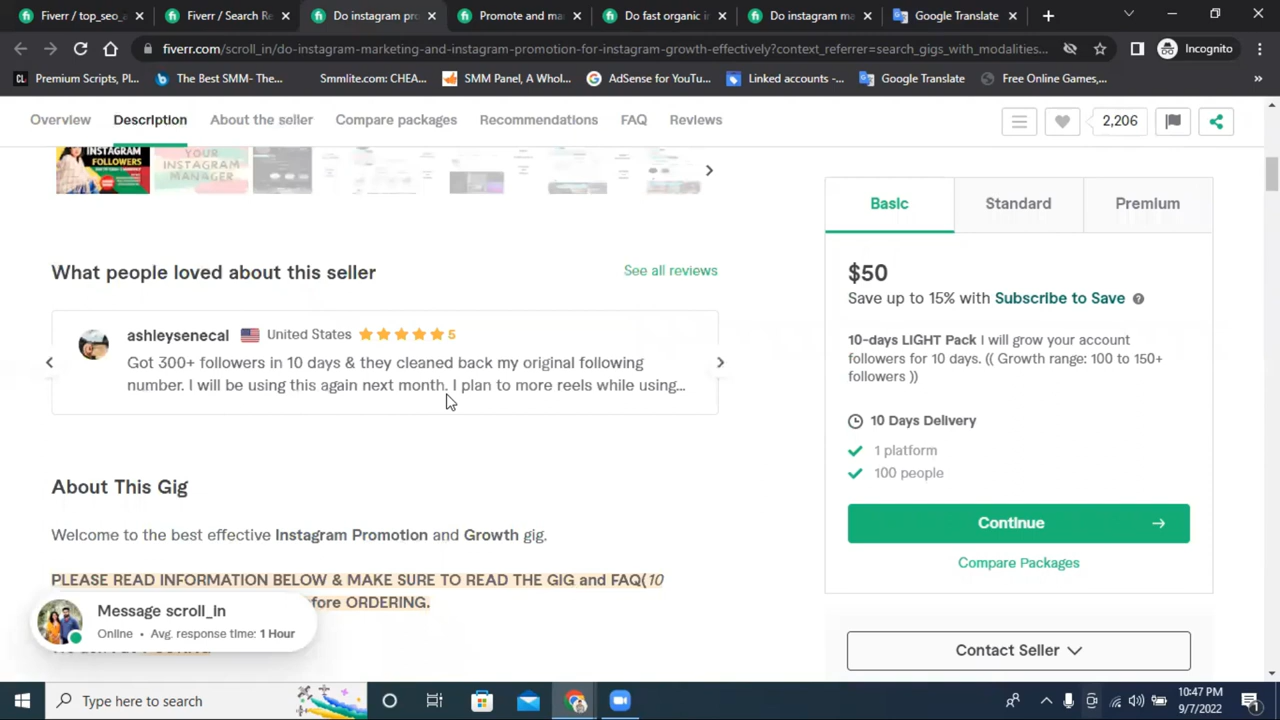 Fiverr / top_seo_
Fiverr / Search Re
Do instagram pro
Promote and ma
Do fast organic i
Do instagram ma
Google Translate
fiverr.com/scroll_in/do-instagram-marketing-and-instagram-promotion-for-instagram-growth-effectively?context_referrer=search_gigs_with_modalities...
Incognito
Premium Scripts, Pl...
The Best SMM- The...
Smmlite.com: CHEA...
SMM Panel, A Whol...
AdSense for YouTu...
Linked accounts -...
Google Translate
Free Online Games,...
Overview
Description
About the seller
Compare packages
Recommendations
FAQ
Reviews
2,206
INSTAGRAM
FOLLOWERS
YOUR
INSTAGRAM
MANAGER
What people loved about this seller
See all reviews
ashleysenecal
United States
5
Got 300+ followers in 10 days & they cleaned back my original following
number. I will be using this again next month. I plan to more reels while using...
About This Gig
Welcome to the best effective Instagram Promotion and Growth gig.
PLEASE READ INFORMATION BELOW & MAKE SURE TO READ THE GIG and FAQ(10
fore ORDERING.
Message scroll_in
Online • Avg. response time: 1 Hour
Basic
Standard
Premium
$50
Save up to 15% with Subscribe to Save
10-days LIGHT Pack I will grow your account
followers for 10 days. (( Growth range: 100 to 150+
followers ))
10 Days Delivery
1 platform
100 people
Continue
Compare Packages
Contact Seller
Type here to search
10:47 PM
9/7/2022